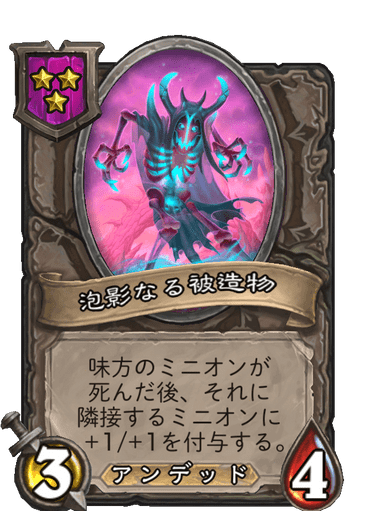 泡影なる被造物
味方のミニオンが
死んだ後、それに
隣接するミニオンに
+1/+1を付与する。
3
アンデッド
4